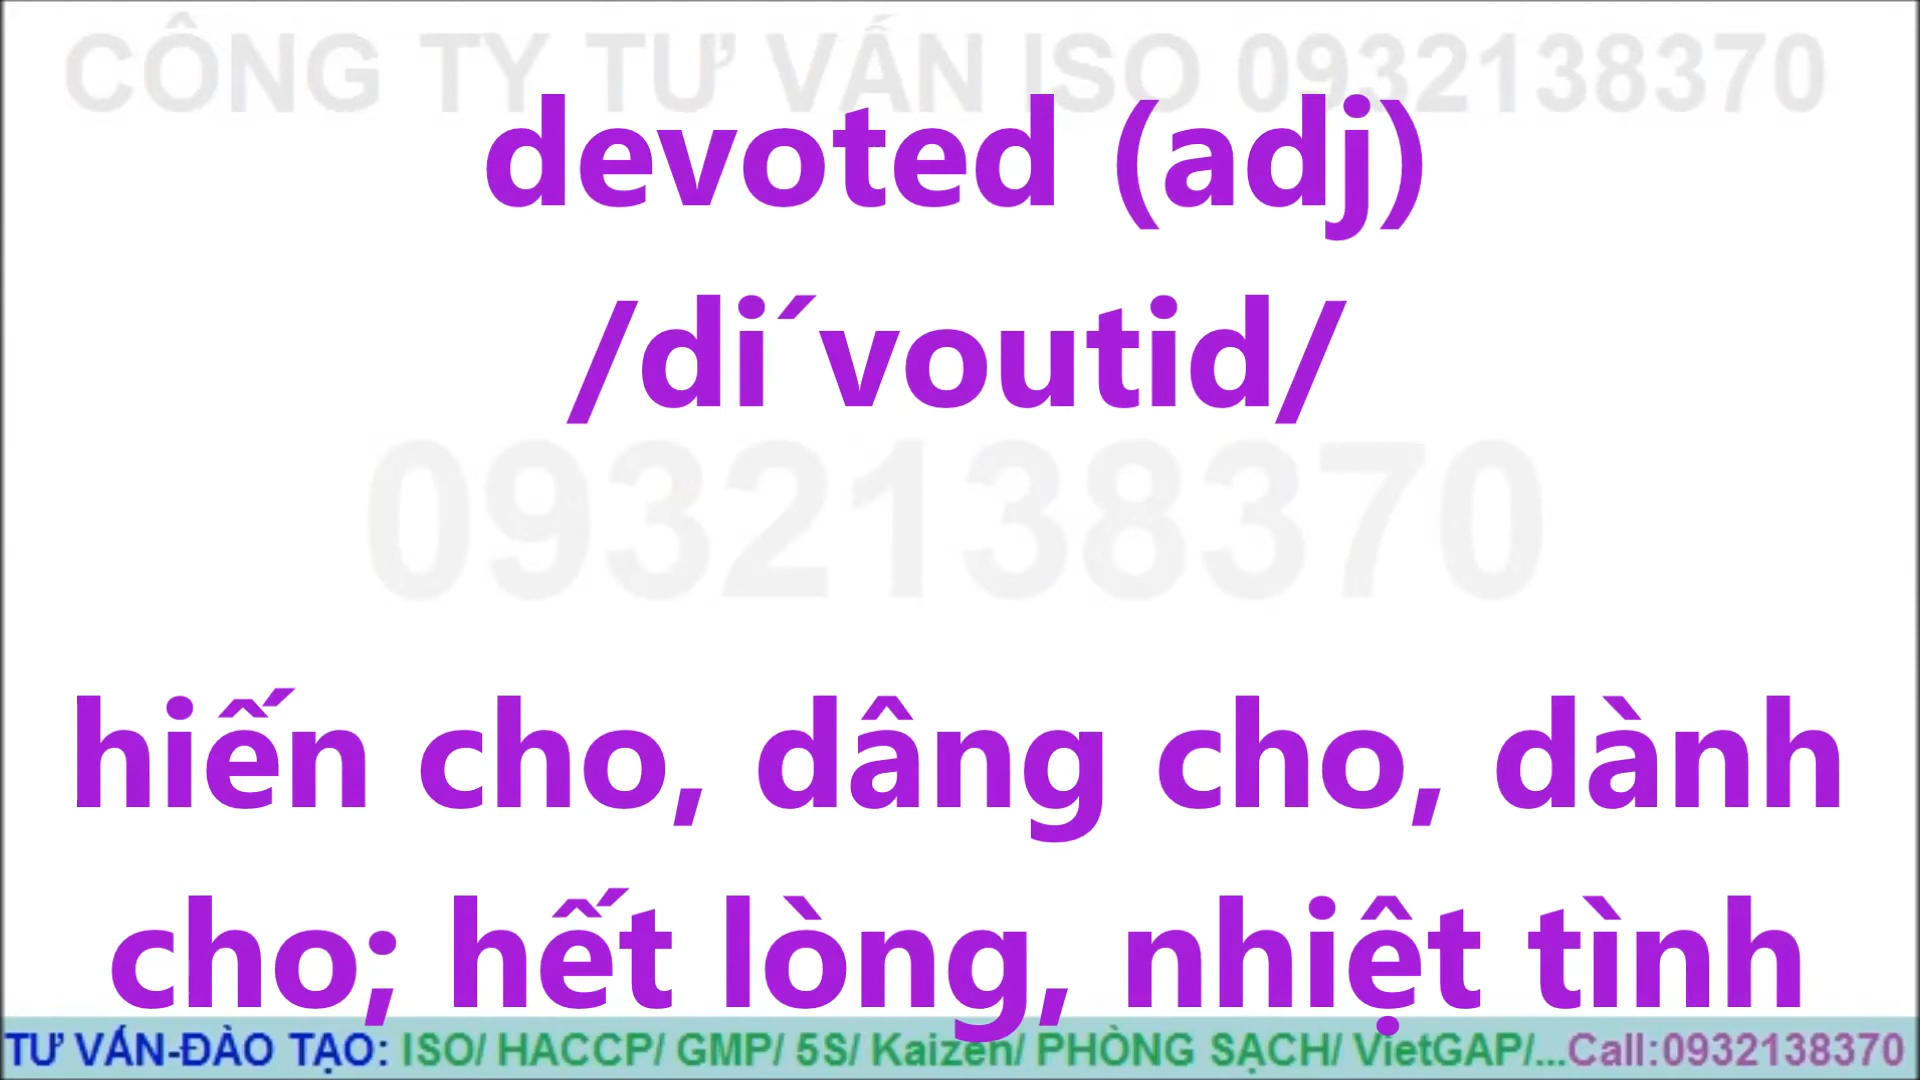 CÔNG TY TƯ VẤN ISO 0932138370
devoted (adj)
/di´voutid/
0932138370
hiến cho, dâng cho, dành
cho; hết lòng, nhiệt tình
TƯ VẤN-ĐÀO TẠO: ISO/ HACCP/ GMP/ 5S/ Kaizen/ PHÒNG SẠCH/ VietGAP/...Call:0932138370